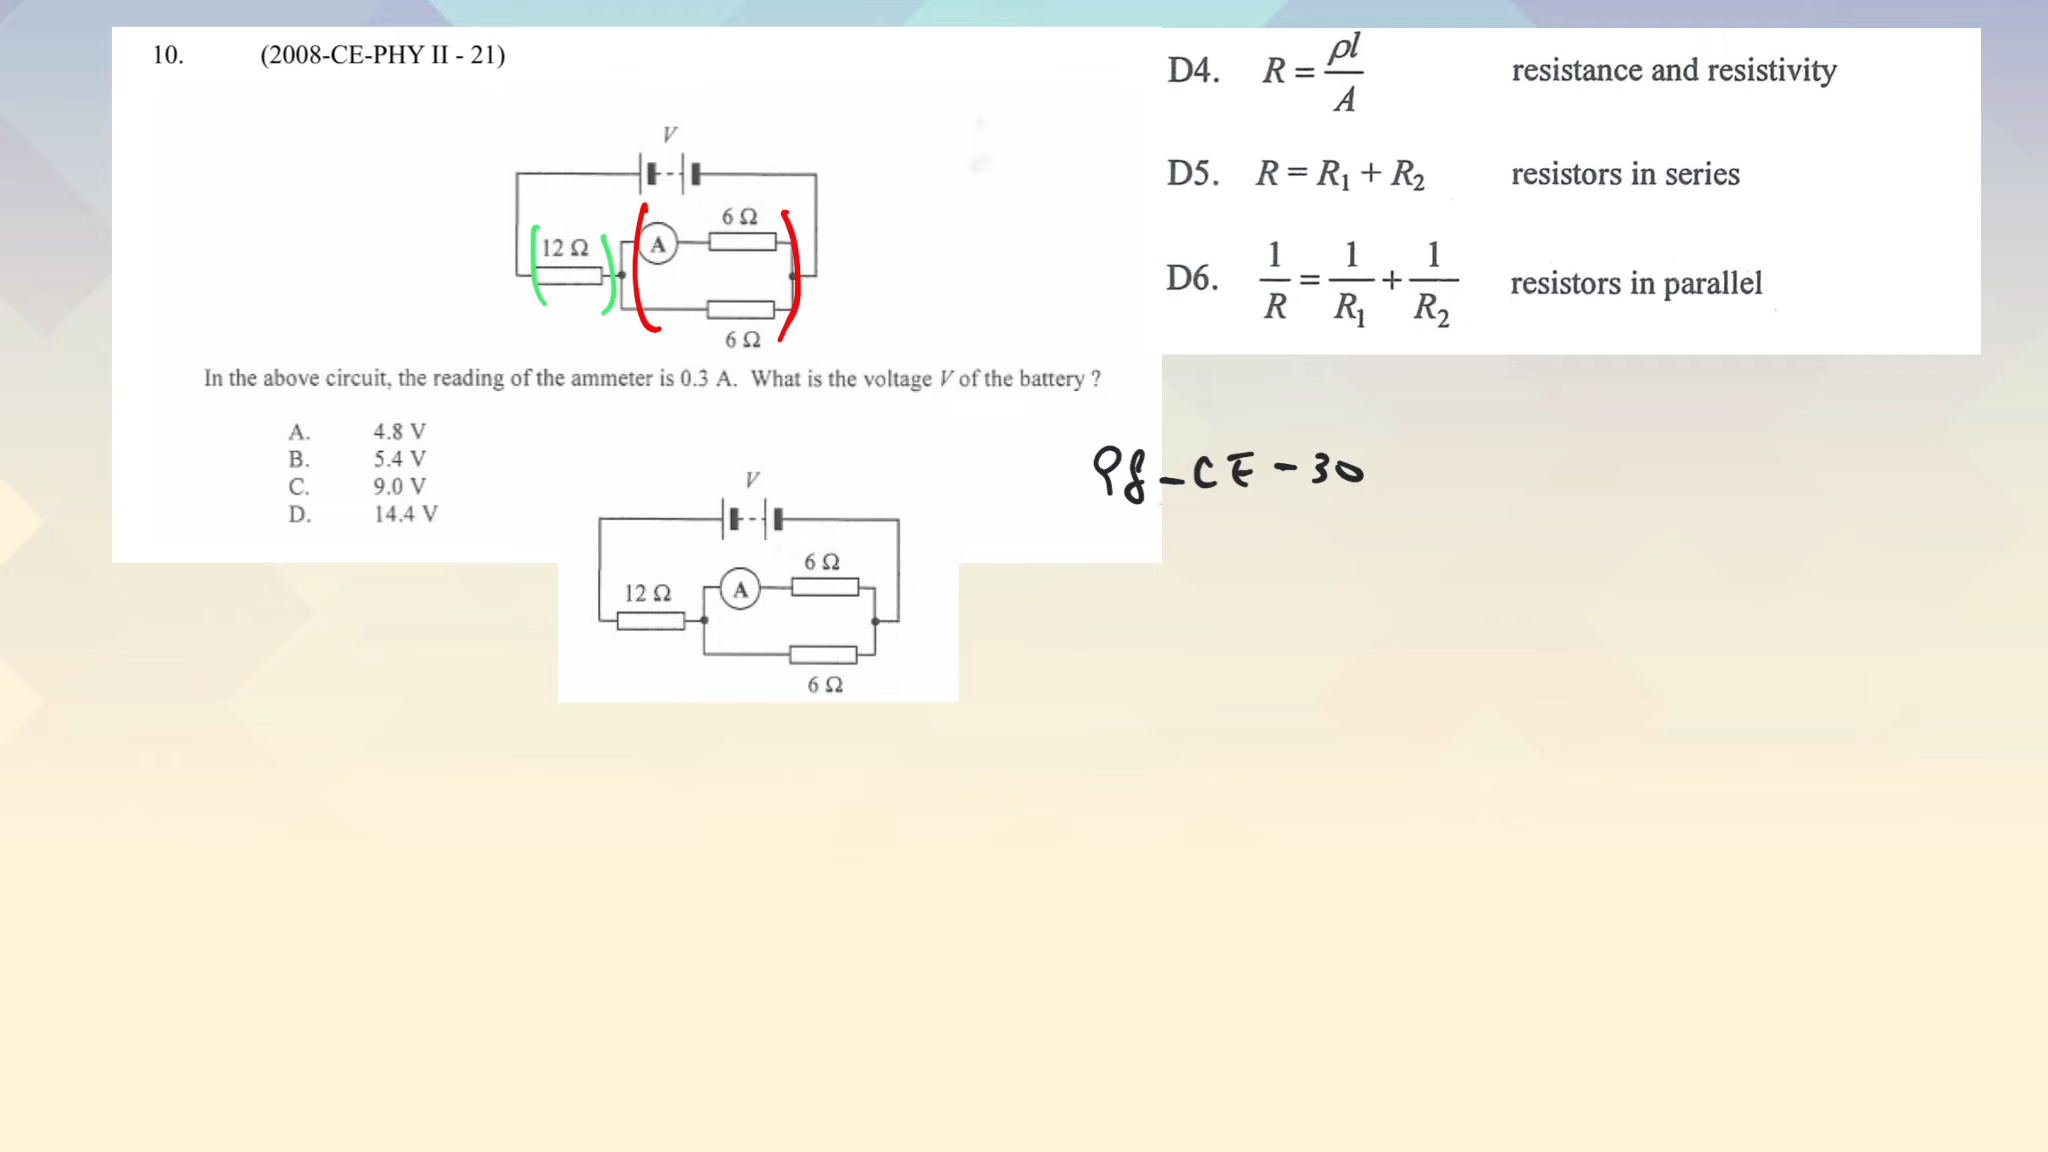 10. (2008-CE-PHY II - 21)
V
6 Ω
12 Ω
A
6 Ω
In the above circuit, the reading of the ammeter is 0.3 A. What is the voltage V of the battery ?
A. 4.8 V
B. 5.4 V
C. 9.0 V
D. 14.4 V
V
6 Ω
12 Ω
A
6 Ω
D4. R = ρl / A resistance and resistivity
D5. R = R₁ + R₂ resistors in series
D6. 1/R = 1/R₁ + 1/R₂ resistors in parallel
98-CE-30